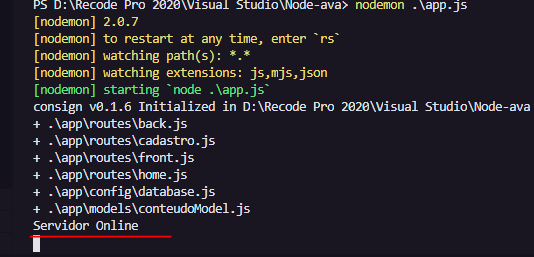 PS D:\Recode Pro 2020\Visual Studio\Node-ava> nodemon .\app.js
[nodemon] 2.0.7
[nodemon] to restart at any time, enter `rs`
[nodemon] watching path(s): *.*
[nodemon] watching extensions: js,mjs,json
[nodemon] starting `node .\app.js`
consign v0.1.6 Initialized in D:\Recode Pro 2020\Visual Studio\Node-ava
+ .\app\routes\back.js
+ .\app\routes\cadastro.js
+ .\app\routes\front.js
+ .\app\routes\home.js
+ .\app\config\database.js
+ .\app\models\conteudoModel.js
Servidor Online